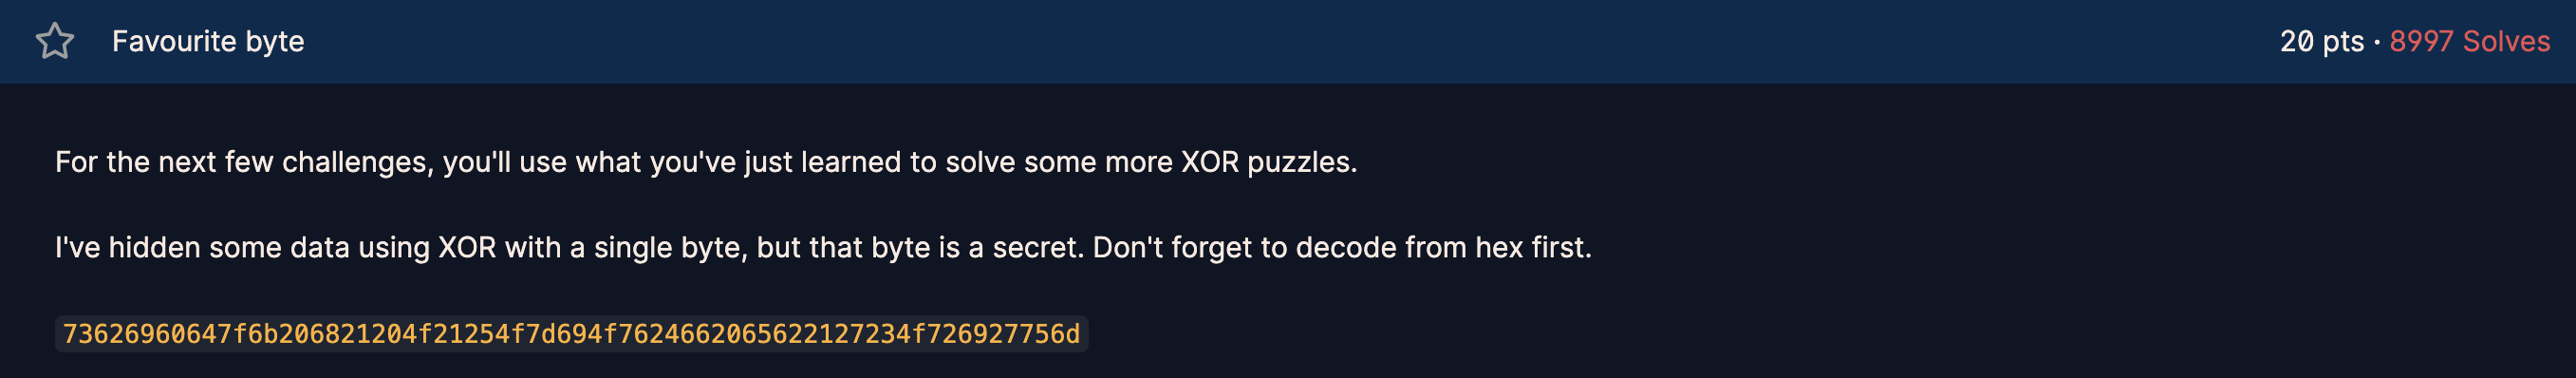 Favourite byte
20 pts · 8997 Solves
For the next few challenges, you'll use what you've just learned to solve some more XOR puzzles.
I've hidden some data using XOR with a single byte, but that byte is a secret. Don't forget to decode from hex first.
73626960647f6b206821204f21254f7d694f7624662065622127234f726927756d